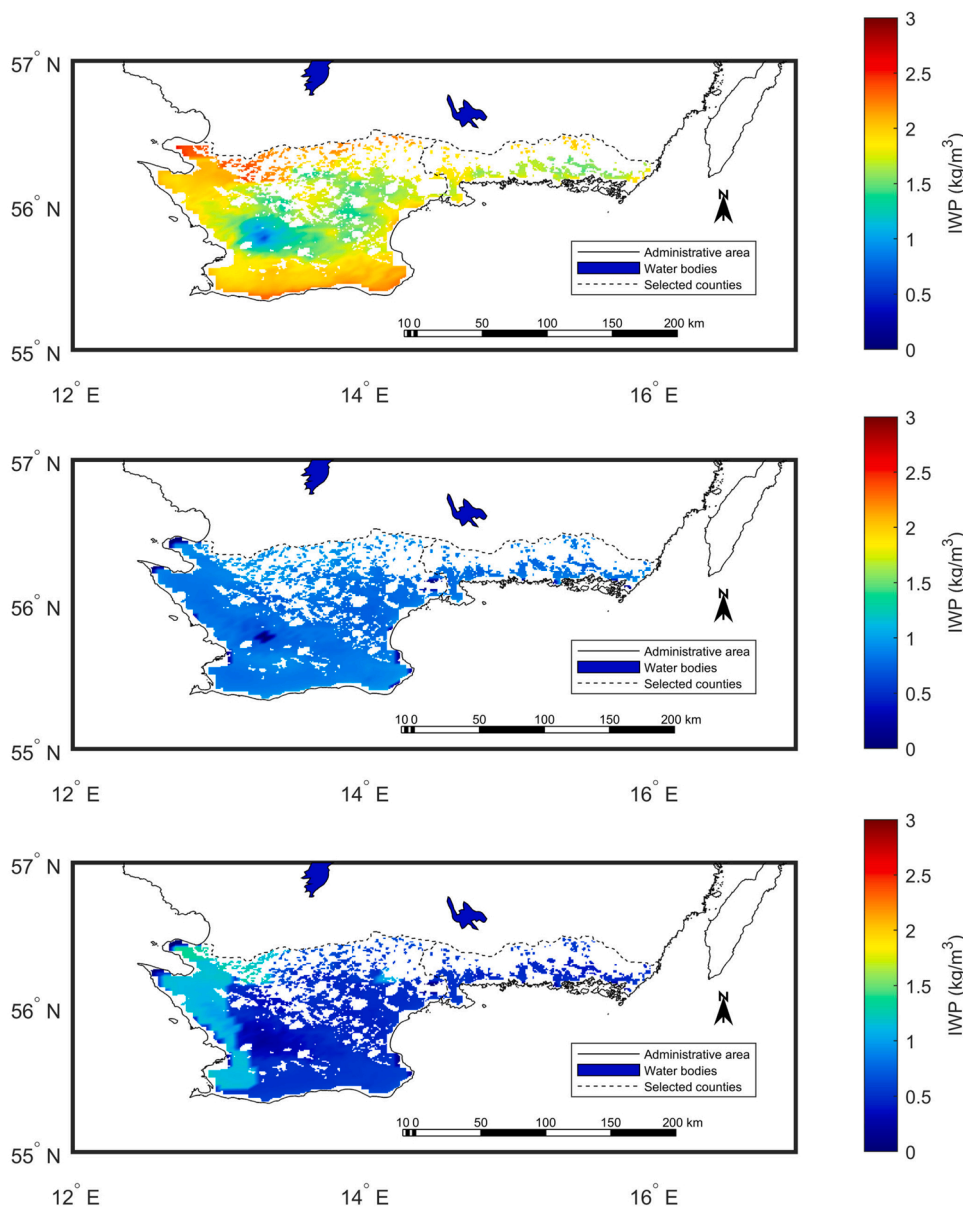 3
2.5
2
1.5
1
0.5
0
IWP (kg/m³)
57° N
56° N
55° N
12° E
14° E
16° E
N
Administrative area
Water bodies
Selected counties
10 0 50 100 150 200 km
3
2.5
2
1.5
1
0.5
0
IWP (kg/m³)
57° N
56° N
55° N
12° E
14° E
16° E
N
Administrative area
Water bodies
Selected counties
10 0 50 100 150 200 km
3
2.5
2
1.5
1
0.5
0
IWP (kg/m³)
57° N
56° N
55° N
12° E
14° E
16° E
N
Administrative area
Water bodies
Selected counties
10 0 50 100 150 200 km